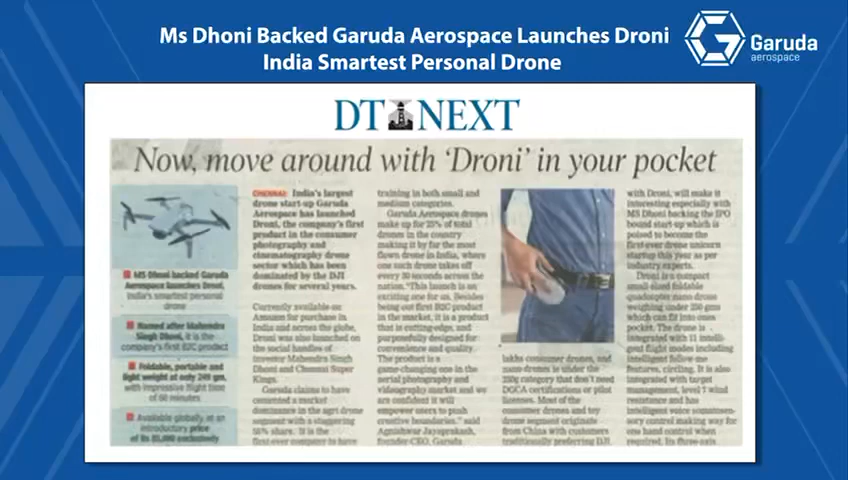 Ms Dhoni Backed Garuda Aerospace Launches Droni
India Smartest Personal Drone
Garuda
aerospace
DT NEXT
Now, move around with 'Droni' in your pocket
MS Dhoni backed Garuda
Aerospace launches Droni,
India's smartest personal
drone
Named after Mahendra
Singh Dhoni, it is the
company's first B2C product
Foldable, portable and
light weight at only 249 gm,
with impressive flight time
of 60 minutes
Available globally at an
introductory price
exclusively
CHENNAI: India's largest
drone start-up Garuda
Aerospace has launched
Droni, the company's first
product in the consumer
photography and
cinematography drone
sector which has been
dominated by the DJI
drones for several years.
Currently available on
Amazon for purchase in
India and across the globe,
Droni was also launched on
the social handles of
investor Mahendra Singh
Dhoni and Chennai Super
Kings.
Garuda claims to have
cemented a market
dominance in the agri drone
segment with a staggering
share. It is the
first-ever company to have
training in both small and
medium categories.
Garuda Aerospace drones
make up for 25% of total
drones in the country
making it by far the most
flown drone in India, where
one such drone takes off
every 30 seconds across the
nation. "This launch is an
exciting one for us. Besides
being our first B2C product
in the market, it is a product
that is cutting-edge, and
purposefully designed for
convenience and quality.
The product is a
game-changing one in the
aerial photography and
videography market and we
are confident it will
empower users to push
creative boundaries." said
Agnishwar Jayaprakash,
founder-CEO, Garuda
lakhs consumer drones, and
nano drones is under the
250g category that don't need
DGCA certifications or pilot
licenses. Most of the
consumer drones and toy
drone segment originates
from China with customers
traditionally preferring DJI
with Droni, will make it
interesting especially with
MS Dhoni backing the IPO
bound start-up which is
poised to become the
first-ever drone unicorn
startup this year as per
industry experts.
Droni is a compact
small-sized foldable
quadcopter nano drone
weighing under 250 gm
which can fit into ones
pocket. The drone is
integrated with 11 intelli-
gent flight modes including
intelligent follow me
features, circling. It is also
integrated with target
management, level 7 wind
resistance and has
intelligent voice
control making way for
one hand control when
required. Its three-axis